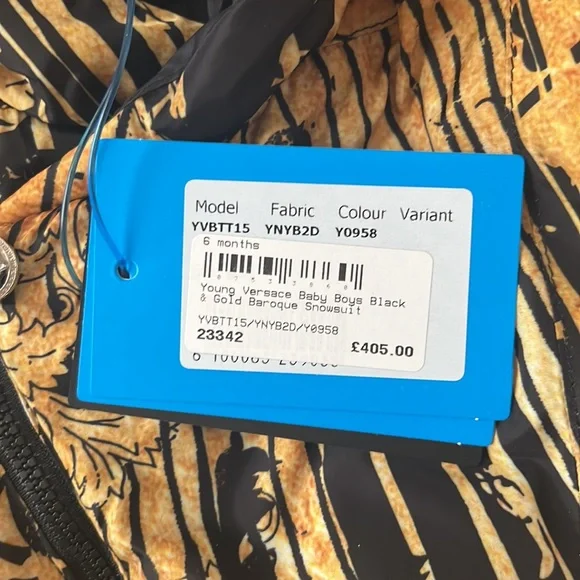 Model Fabric Colour Variant
YVBTT15 YNYB2D Y0958
6 months
Young Versace Baby Boys Black
& Gold Baroque Snowsuit
YVBTT15/YNYB2D/Y0958
23342
£405.00